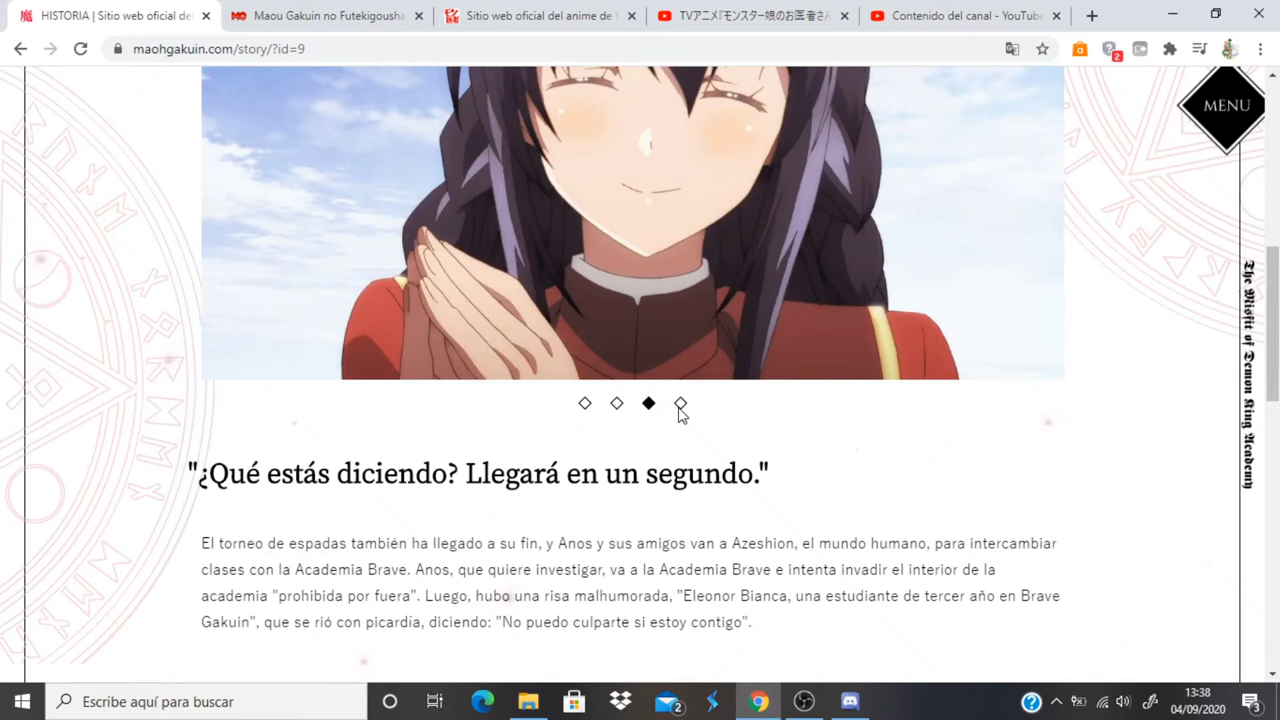 HISTORIA | Sitio web oficial del
Maou Gakuin no Futekigousha
Sitio web oficial del anime de t
TVアニメ『モンスター娘のお医者さん
Contenido del canal - YouTube
maohgakuin.com/story/?id=9
2
MENU
The Misfit of Demon King Academy
"¿Qué estás diciendo? Llegará en un segundo."
El torneo de espadas también ha llegado a su fin, y Anos y sus amigos van a Azeshion, el mundo humano, para intercambiar
clases con la Academia Brave. Anos, que quiere investigar, va a la Academia Brave e intenta invadir el interior de la
academia "prohibida por fuera". Luego, hubo una risa malhumorada, "Eleonor Bianca, una estudiante de tercer año en Brave
Gakuin", que se rió con picardía, diciendo: "No puedo culparte si estoy contigo".
Escribe aquí para buscar
2
13:38
04/09/2020
3